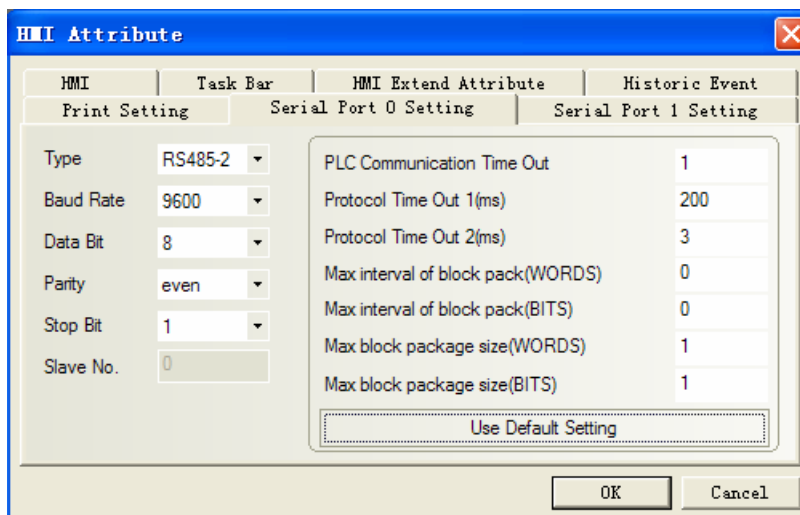 HMI Attribute
HMI Task Bar HMI Extend Attribute Historic Event
Print Setting Serial Port 0 Setting Serial Port 1 Setting
Type RS485-2 PLC Communication Time Out 1
Baud Rate 9600 Protocol Time Out 1(ms) 200
Data Bit 8 Protocol Time Out 2(ms) 3
Parity even Max interval of block pack(WORDS) 0
Stop Bit 1 Max interval of block pack(BITS) 0
Slave No. 0 Max block package size(WORDS) 1
Max block package size(BITS) 1
Use Default Setting
OK Cancel